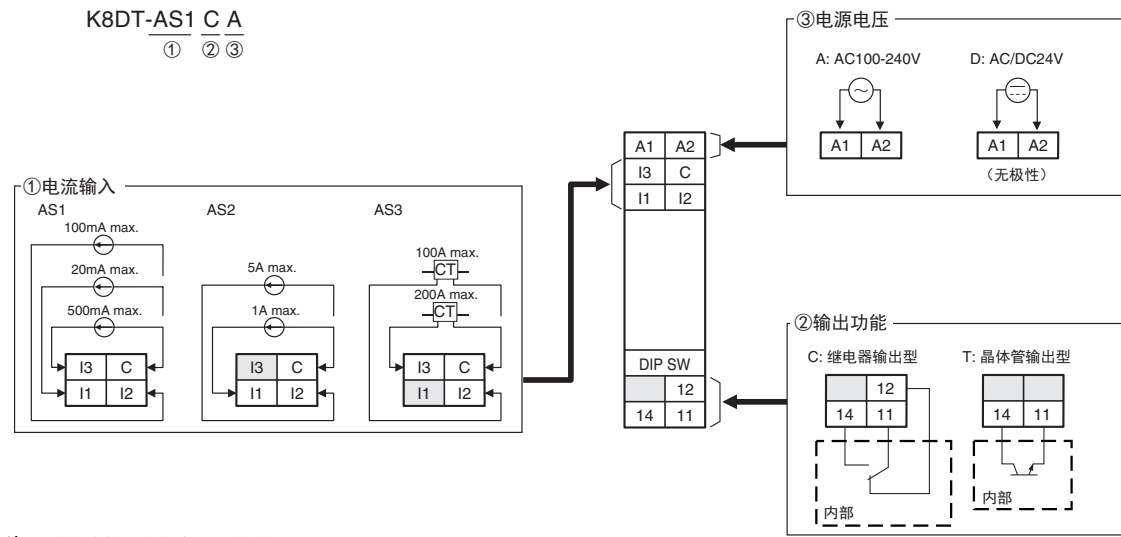 K8DT-AS1 C A
① ② ③
③电源电压
A: AC100-240V
D: AC/DC24V
A1 A2
A1 A2
（无极性）
A1 A2
I3 C
I1 I2
DIP SW
12
14 11
①电流输入
AS1
AS2
AS3
100mA max.
20mA max.
500mA max.
I3 C
I1 I2
5A max.
1A max.
I3 C
I1 I2
100A max.
CT
200A max.
CT
I3 C
I1 I2
②输出功能
C: 继电器输出型
T: 晶体管输出型
12
14 11
内部
14 11
内部